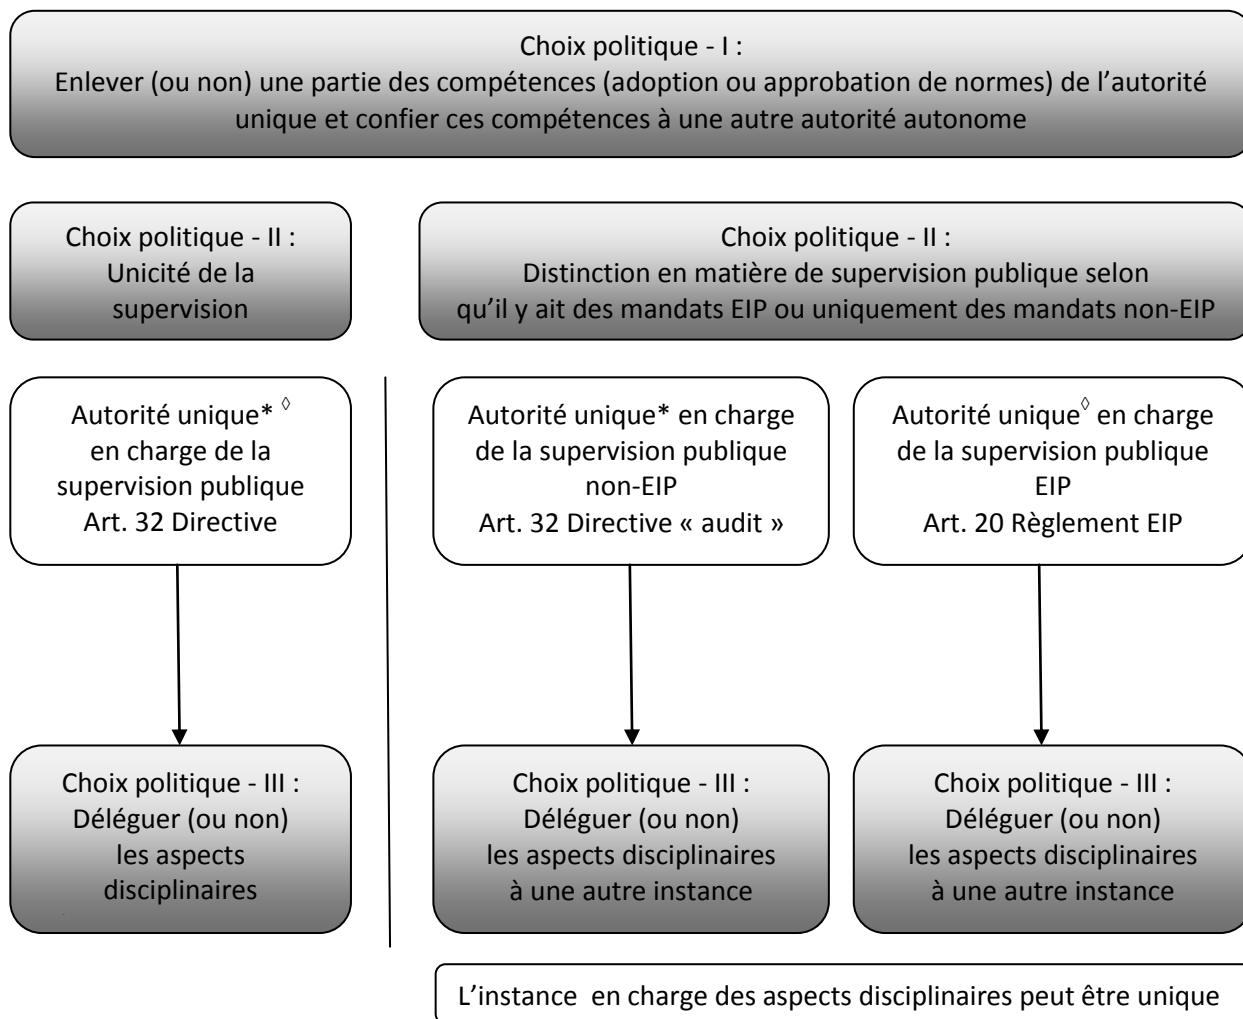 Choix politique - I :
Enlever (ou non) une partie des compétences (adoption ou approbation de normes) de l’autorité
unique et confier ces compétences à une autre autorité autonome
Choix politique - II :
Unicité de la
supervision
Choix politique - II :
Distinction en matière de supervision publique selon
qu’il y ait des mandats EIP ou uniquement des mandats non-EIP
Autorité unique* ◊
en charge de la
supervision publique
Art. 32 Directive
Autorité unique* en charge
de la supervision publique
non-EIP
Art. 32 Directive « audit »
Autorité unique◊ en charge
de la supervision publique
EIP
Art. 20 Règlement EIP
Choix politique - III :
Déléguer (ou non)
les aspects
disciplinaires
Choix politique - III :
Déléguer (ou non)
les aspects disciplinaires
à une autre instance
Choix politique - III :
Déléguer (ou non)
les aspects disciplinaires
à une autre instance
L’instance en charge des aspects disciplinaires peut être unique